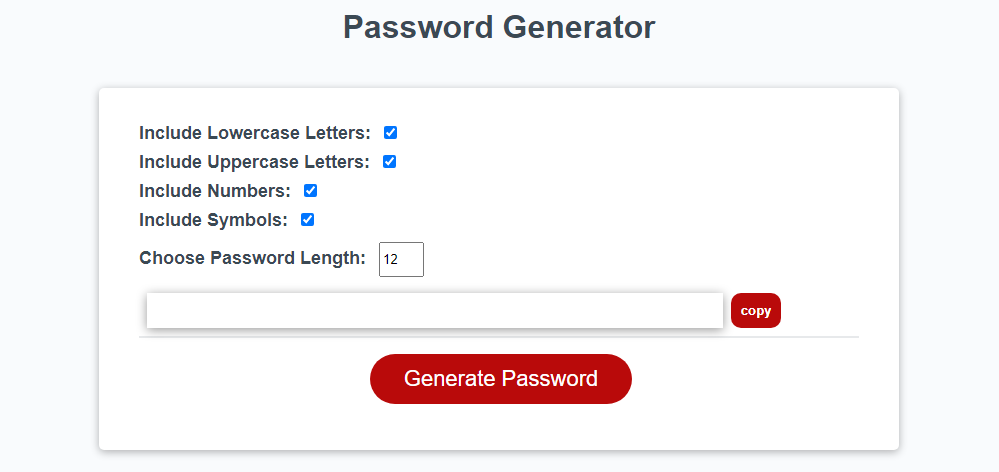 Password Generator
Include Lowercase Letters:
Include Uppercase Letters:
Include Numbers:
Include Symbols:
Choose Password Length: 12
copy
Generate Password